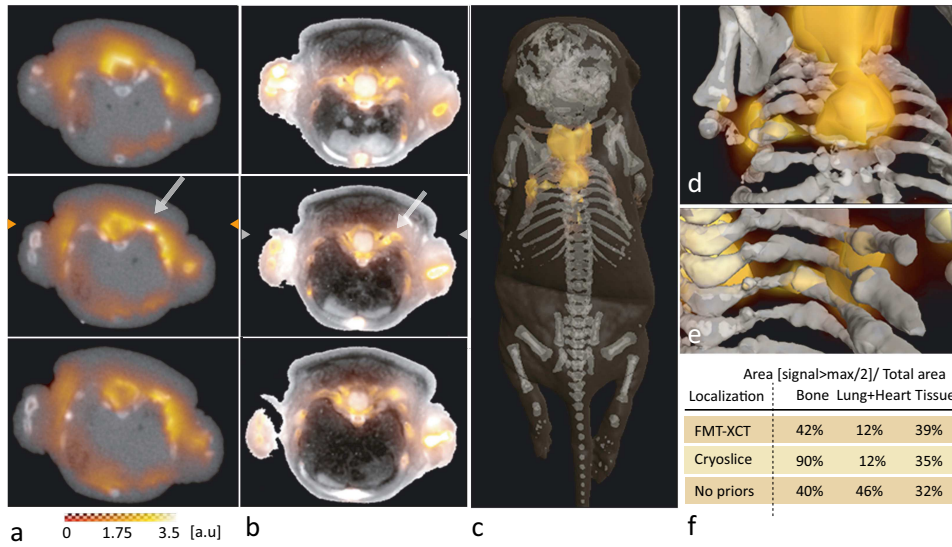 d
e
Area [signal>max/2]/ Total area
Localization Bone Lung+Heart Tissue
FMT-XCT 42% 12% 39%
Cryoslice 90% 12% 35%
No priors 40% 46% 32%
a b c f
0 1.75 3.5 [a.u]